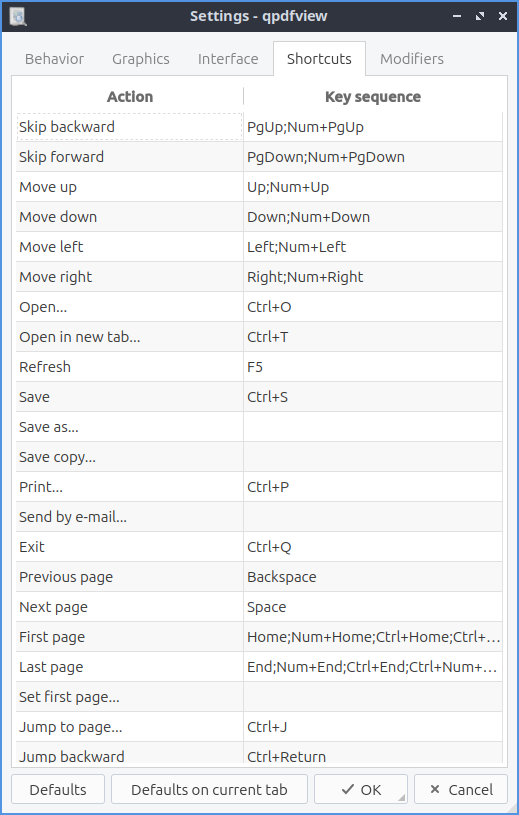 Settings - qpdfview
Behavior Graphics Interface Shortcuts Modifiers
Action Key sequence
Skip backward PgUp;Num+PgUp
Skip forward PgDown;Num+PgDown
Move up Up;Num+Up
Move down Down;Num+Down
Move left Left;Num+Left
Move right Right;Num+Right
Open... Ctrl+O
Open in new tab... Ctrl+T
Refresh F5
Save Ctrl+S
Save as...
Save copy...
Print... Ctrl+P
Send by e-mail...
Exit Ctrl+Q
Previous page Backspace
Next page Space
First page Home;Num+Home;Ctrl+Home;Ctrl+...
Last page End;Num+End;Ctrl+End;Ctrl+Num+...
Set first page...
Jump to page... Ctrl+J
Jump backward Ctrl+Return
Defaults Defaults on current tab OK Cancel